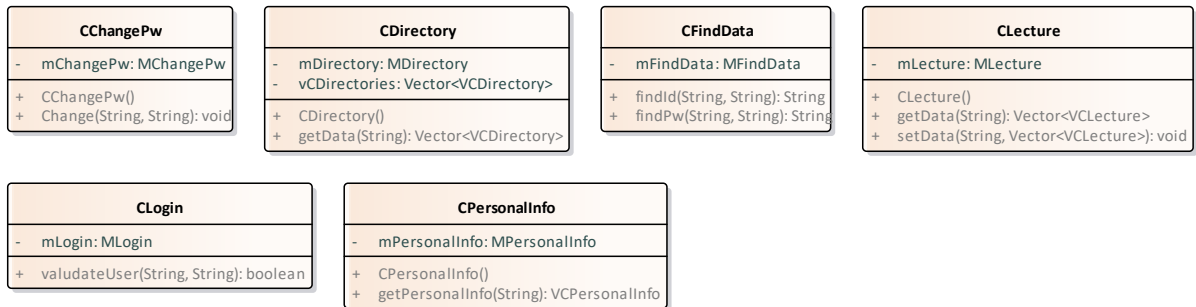 CChangePw
- mChangePw: MChangePw
+ CChangePw()
+ Change(String, String): void
CDirectory
- mDirectory: MDirectory
- vCDirectories: Vector<VCDirectory>
+ CDirectory()
+ getData(String): Vector<VCDirectory>
CFindData
- mFindData: MFindData
+ findId(String, String): String
+ findPw(String, String): String
CLecture
- mLecture: MLecture
+ CLecture()
+ getData(String): Vector<VCLecture>
+ setData(String, Vector<VCLecture>): void
CLogin
- mLogin: MLogin
+ valudateUser(String, String): boolean
CPersonalInfo
- mPersonalInfo: MPersonalInfo
+ CPersonalInfo()
+ getPersonalInfo(String): VCPersonalInfo